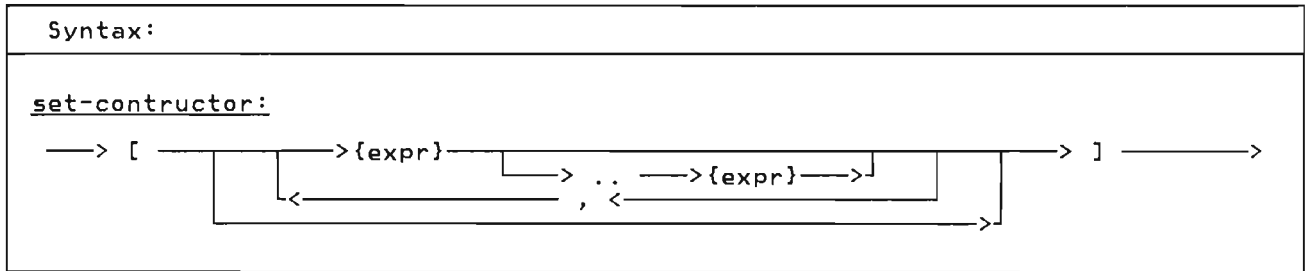 Syntax:
set-contructor:
---> [ ---> {expr} ---> ] --->
---> .. ---> {expr} --->
<--- , <---